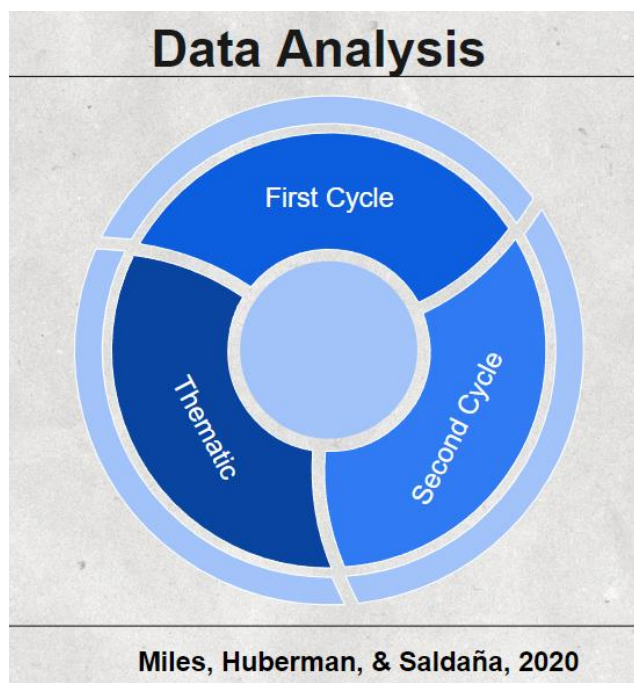 Data Analysis
First Cycle
Second Cycle
Thematic
Miles, Huberman, & Saldaña, 2020